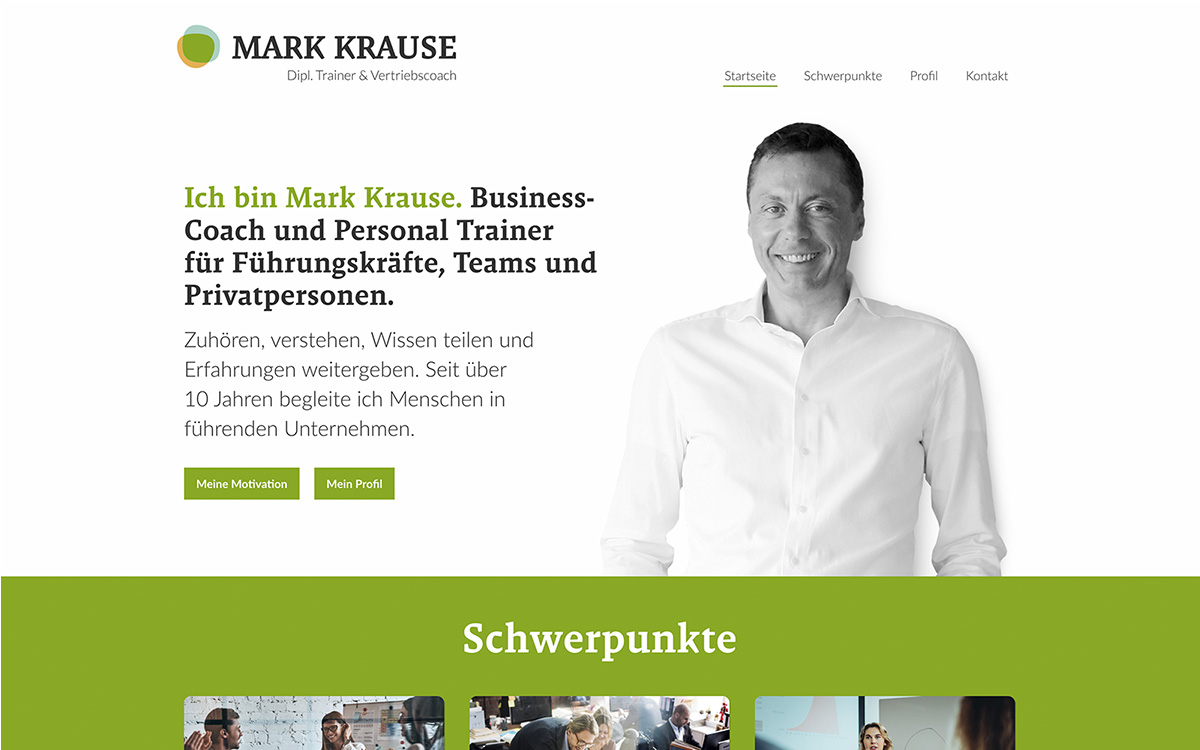 MARK KRAUSE
Dipl. Trainer & Vertriebscoach
Startseite Schwerpunkte Profil Kontakt
Ich bin Mark Krause. Business-
Coach und Personal Trainer
für Führungskräfte, Teams und
Privatpersonen.
Zuhören, verstehen, Wissen teilen und
Erfahrungen weitergeben. Seit über
10 Jahren begleite ich Menschen in
führenden Unternehmen.
Meine Motivation Mein Profil
Schwerpunkte